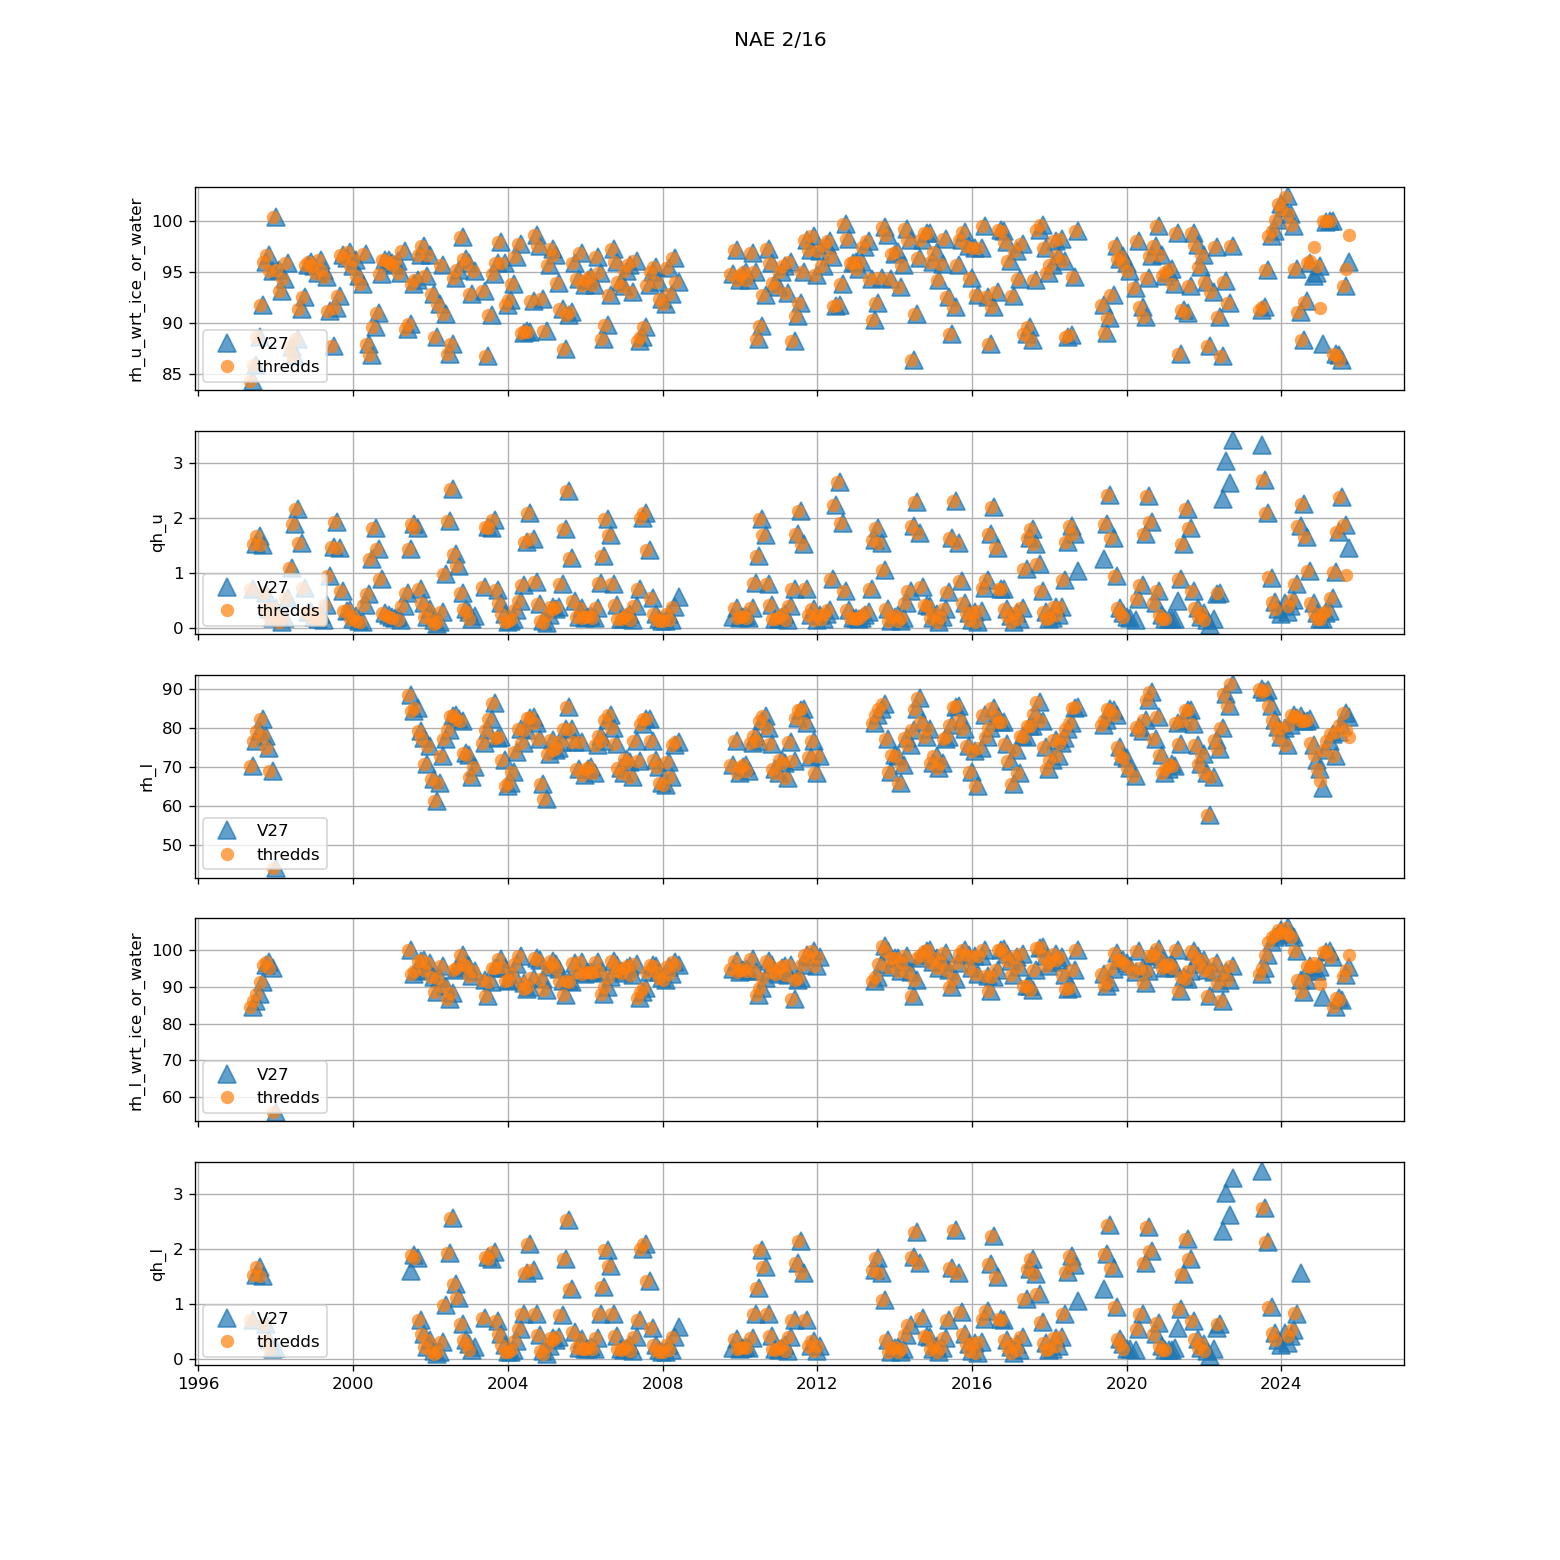 NAE 2/16
rh_u_wrt_ice_or_water
100
95
90
85
V27
thredds
qh_u
3
2
1
0
V27
thredds
rh_l
90
80
70
60
50
V27
thredds
rh_l_wrt_ice_or_water
100
90
80
70
60
V27
thredds
qh_l
3
2
1
0
V27
thredds
1996 2000 2004 2008 2012 2016 2020 2024